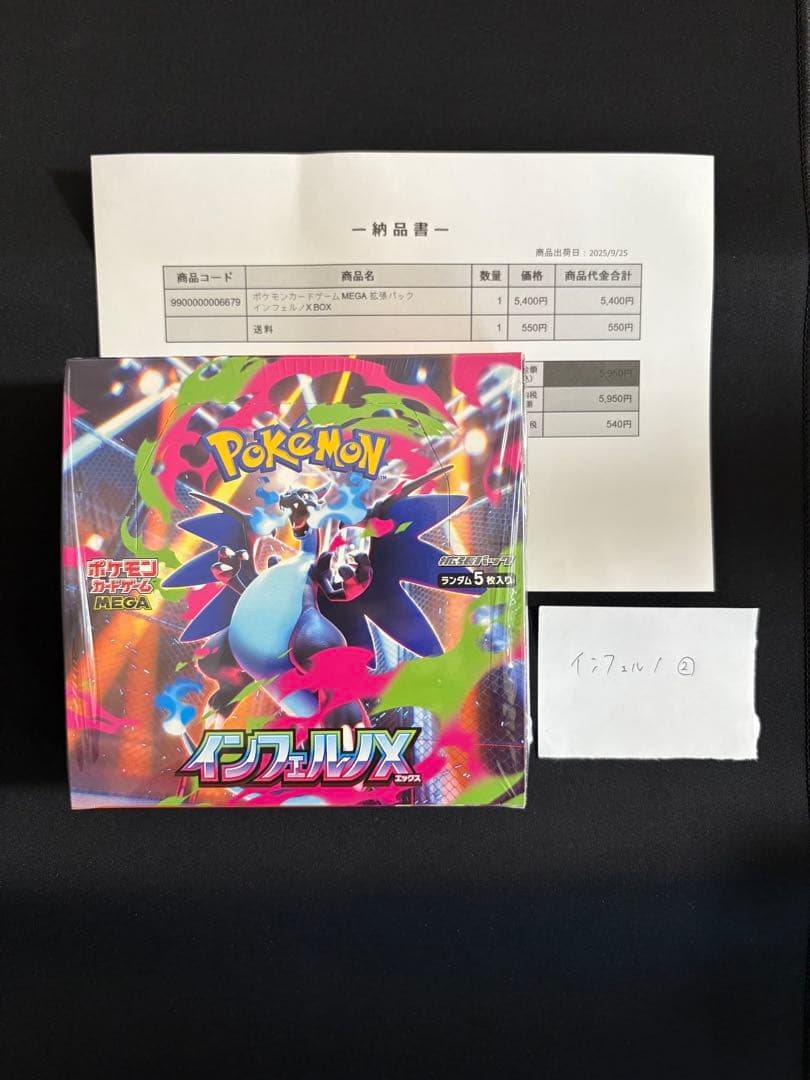 ー納品書ー
商品出荷日：2025/9/25
商品コード 商品名 数量 価格 商品代金合計
9900000006679 ポケモンカードゲーム MEGA 拡張パック
インフェルノX BOX 1 5,400円 5,400円
送料 1 550円 550円
5,950円
5,950円
税 540円
POKéMON
TM
ポケモン
カードゲーム
MEGA
拡張パック
ランダム5枚入り
インフェルノX
エックス
インフェルノ ②